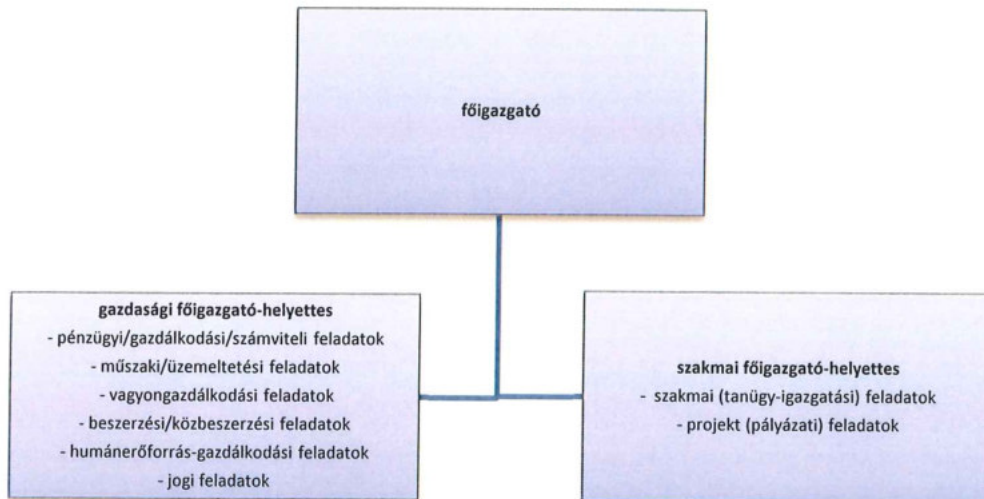 főigazgató
gazdasági főigazgató-helyettes
- pénzügyi/gazdálkodási/számviteli feladatok
- műszaki/üzemeltetési feladatok
- vagyongazdálkodási feladatok
- beszerzési/közbeszerzési feladatok
- humánerőforrás-gazdálkodási feladatok
- jogi feladatok
szakmai főigazgató-helyettes
- szakmai (tanügy-igazgatási) feladatok
- projekt (pályázati) feladatok